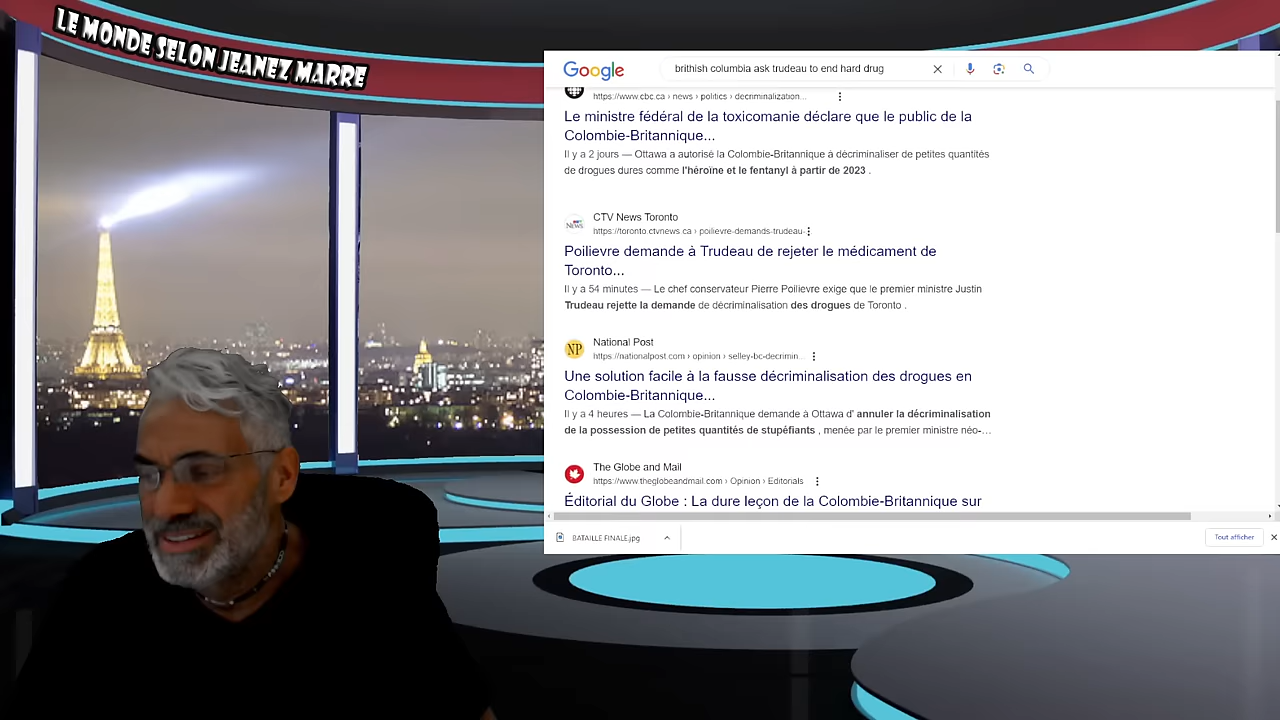 LE MONDE SELON JEANEZ MARRE
Google
brithish columbia ask trudeau to end hard drug
https://www.cbc.ca › news › politics › decriminalization...
Le ministre fédéral de la toxicomanie déclare que le public de la
Colombie-Britannique...
Il y a 2 jours — Ottawa a autorisé la Colombie-Britannique à décriminaliser de petites quantités
de drogues dures comme l'héroïne et le fentanyl à partir de 2023 .
CTV News Toronto
https://toronto.ctvnews.ca › poilievre-demands-trudeau-
Poilievre demande à Trudeau de rejeter le médicament de
Toronto...
Il y a 54 minutes — Le chef conservateur Pierre Poilievre exige que le premier ministre Justin
Trudeau rejette la demande de décriminalisation des drogues de Toronto .
NP
National Post
https://nationalpost.com › opinion › selley-bc-decrimin...
Une solution facile à la fausse décriminalisation des drogues en
Colombie-Britannique...
Il y a 4 heures — La Colombie-Britannique demande à Ottawa d' annuler la décriminalisation
de la possession de petites quantités de stupéfiants , menée par le premier ministre néo-...
The Globe and Mail
https://www.theglobeandmail.com › Opinion › Editorials
Éditorial du Globe : La dure leçon de la Colombie-Britannique sur
BATAILLE FINALE.jpg
Tout afficher